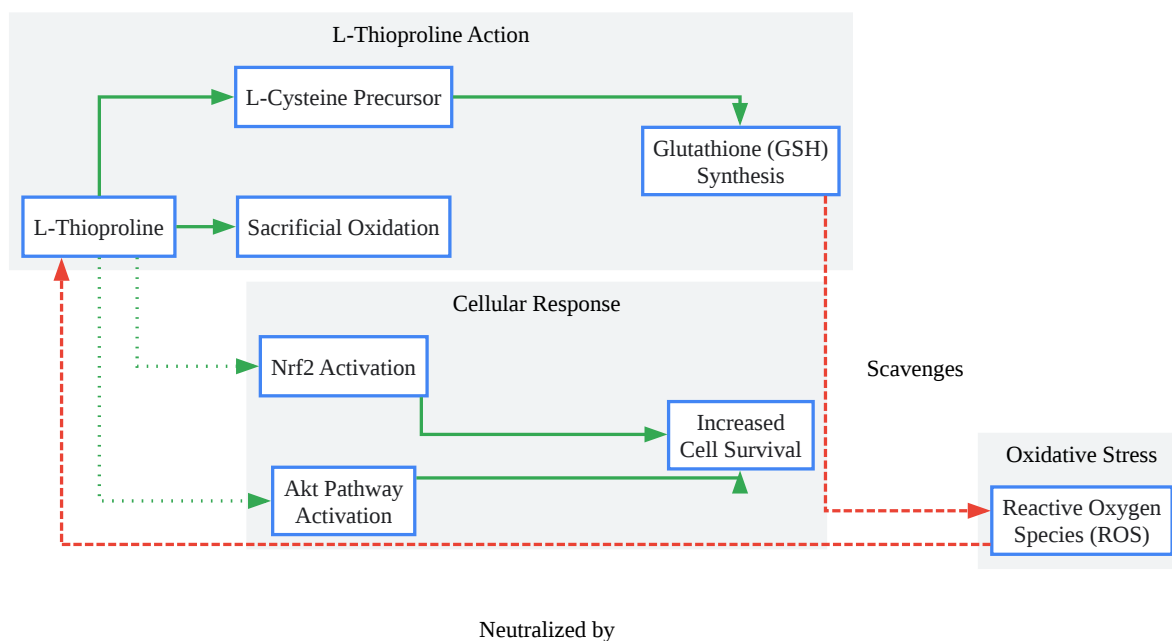 L-Thioproline Action
L-Cysteine Precursor
Glutathione (GSH)
Synthesis
L-Thioproline
Sacrificial Oxidation
Cellular Response
Nrf2 Activation
Scavenges
Increased
Cell Survival
Oxidative Stress
Akt Pathway
Activation
Reactive Oxygen
Species (ROS)
Neutralized by